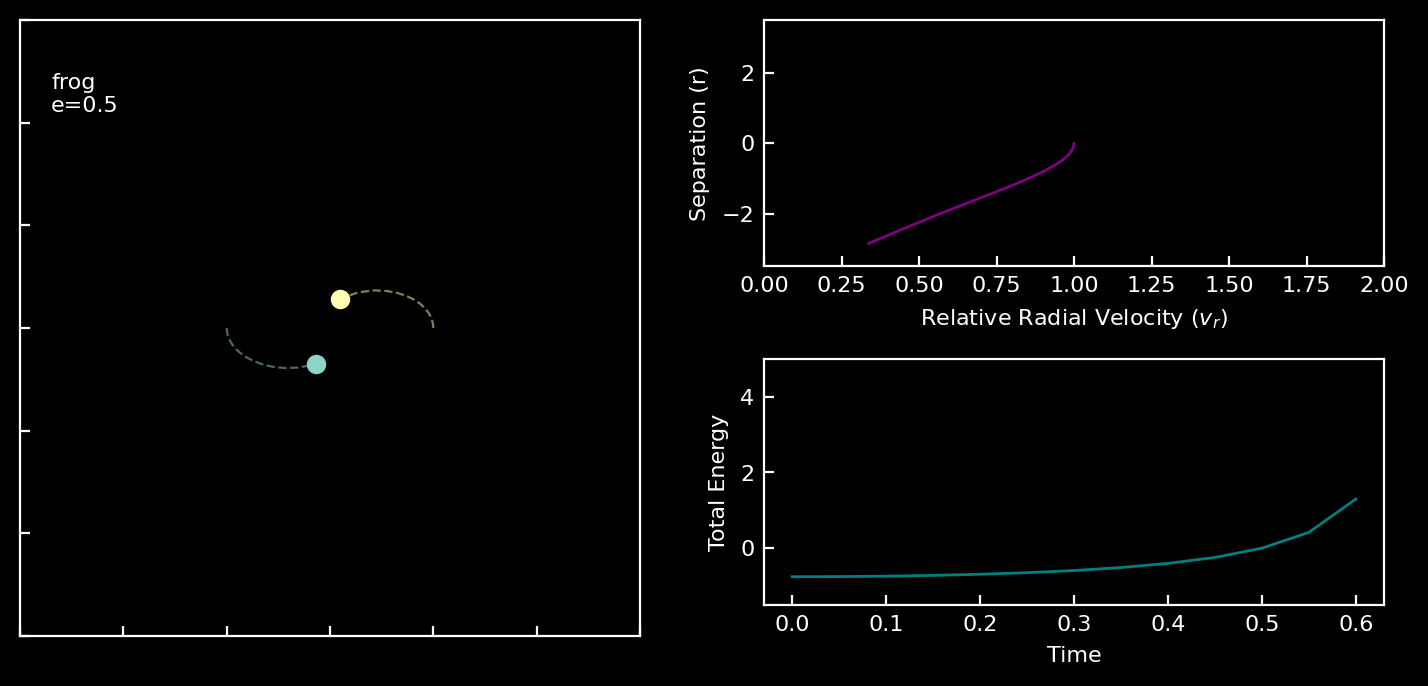 frog
e=0.5
Separation (r)
2
0
−2
0.00 0.25 0.50 0.75 1.00 1.25 1.50 1.75 2.00
Relative Radial Velocity (vᵣ)
Total Energy
4
2
0
0.0 0.1 0.2 0.3 0.4 0.5 0.6
Time